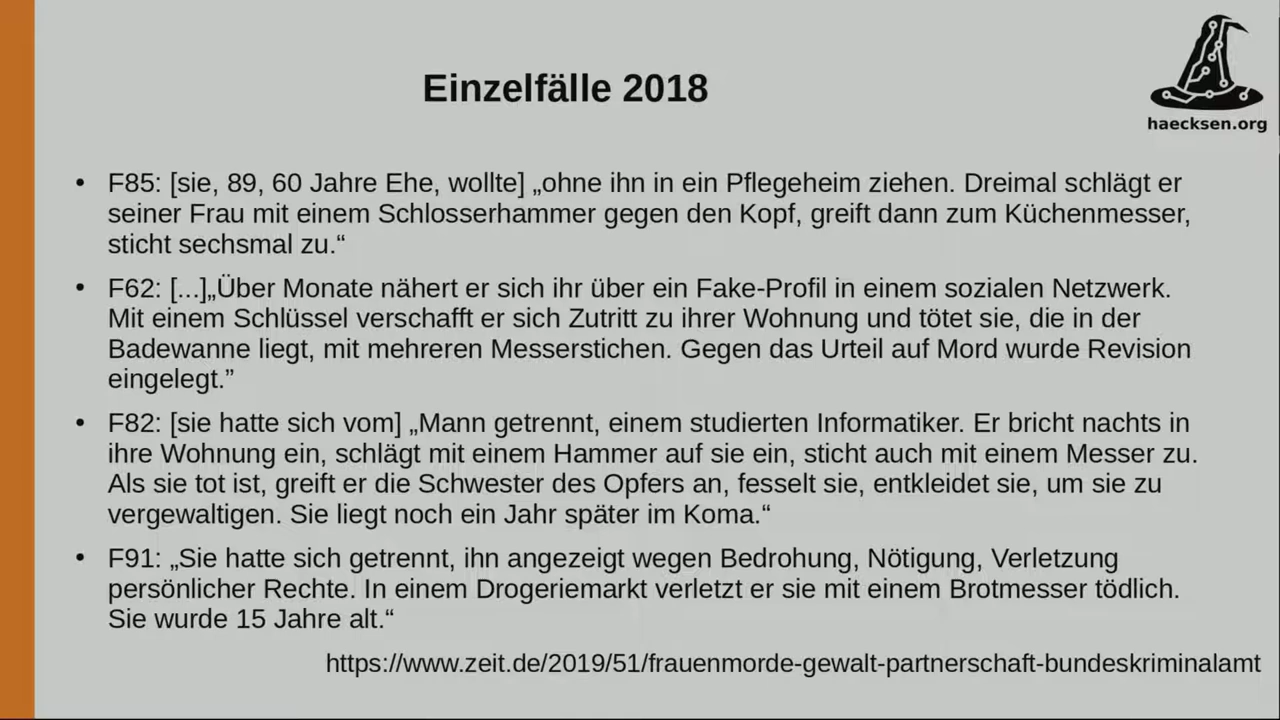 haecksen.org
Einzelfälle 2018
• F85: [sie, 89, 60 Jahre Ehe, wollte] „ohne ihn in ein Pflegeheim ziehen. Dreimal schlägt er
seiner Frau mit einem Schlosserhammer gegen den Kopf, greift dann zum Küchenmesser,
sticht sechsmal zu.“
• F62: [...]„Über Monate nähert er sich ihr über ein Fake-Profil in einem sozialen Netzwerk.
Mit einem Schlüssel verschafft er sich Zutritt zu ihrer Wohnung und tötet sie, die in der
Badewanne liegt, mit mehreren Messerstichen. Gegen das Urteil auf Mord wurde Revision
eingelegt.”
• F82: [sie hatte sich vom] „Mann getrennt, einem studierten Informatiker. Er bricht nachts in
ihre Wohnung ein, schlägt mit einem Hammer auf sie ein, sticht auch mit einem Messer zu.
Als sie tot ist, greift er die Schwester des Opfers an, fesselt sie, entkleidet sie, um sie zu
vergewaltigen. Sie liegt noch ein Jahr später im Koma.“
• F91: „Sie hatte sich getrennt, ihn angezeigt wegen Bedrohung, Nötigung, Verletzung
persönlicher Rechte. In einem Drogeriemarkt verletzt er sie mit einem Brotmesser tödlich.
Sie wurde 15 Jahre alt.“
https://www.zeit.de/2019/51/frauenmorde-gewalt-partnerschaft-bundeskriminalamt